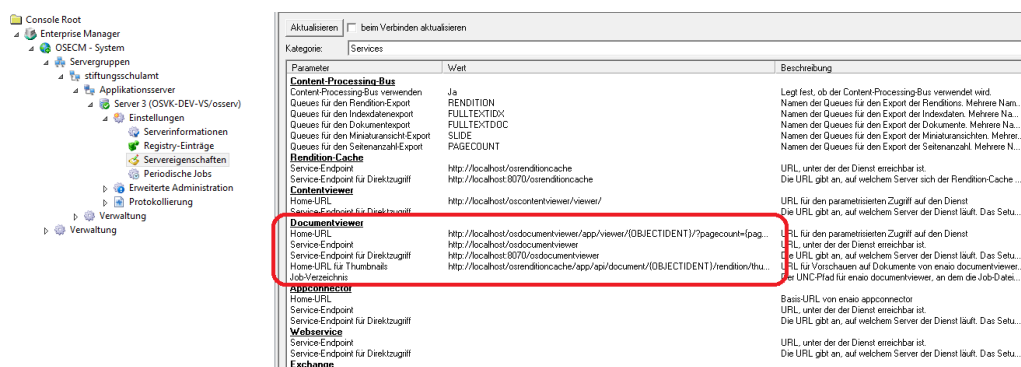 Console Root
Enterprise Manager
OSECM - System
Servergruppen
stiftungsschulamt
Applikationsserver
Server 3 (OSVK-DEV-VS/osserv)
Einstellungen
Serverinformationen
Registry-Einträge
Servereigenschaften
Periodische Jobs
Erweiterte Administration
Protokollierung
Verwaltung
Verwaltung
Aktualisieren beim Verbinden aktualisieren
Kategorie: Services
Parameter Wert Beschreibung
Content-Processing-Bus
Content-Processing-Bus verwenden Ja Legt fest, ob der Content-Processing-Bus verwendet wird.
Queues für den Rendition-Export RENDITION Namen der Queues für den Export der Renditions. Mehrere Nam...
Queues für den Indexdatenexport FULLTEXTIDX Namen der Queues für den Export der Indexdaten. Mehrere Na...
Queues für den Dokumentexport FULLTEXTDOC Namen der Queues für den Export der Dokumente. Mehrere Na...
Queues für den Miniaturansicht-Export SLIDE Namen der Queues für den Export der Miniaturansichten. Mehrer...
Queues für den Seitenanzahl-Export PAGECOUNT Namen der Queues für den Export der Seitenanzahl. Mehrere N...
Rendition-Cache
Service-Endpoint http://localhost/osrenditioncache URL, unter der der Dienst erreichbar ist.
Service-Endpoint für Direktzugriff http://localhost:8070/osrenditioncache Die URL gibt an, auf welchem Server sich der Rendition-Cache ...
Contentviewer
Home-URL http://localhost/oscontentviewer/viewer/ URL für den parametrisierten Zugriff auf den Dienst
Service-Endpoint für Direktzugriff Die URL gibt an, auf welchem Server der Dienst läuft. Das Setu...
Documentviewer
Home-URL http://localhost/osdocumentviewer/app/viewer/{OBJECTIDENT}/?pagecount={pag... URL für den parametrisierten Zugriff auf den Dienst
Service-Endpoint http://localhost/osdocumentviewer URL, unter der der Dienst erreichbar ist.
Service-Endpoint für Direktzugriff http://localhost:8070/osdocumentviewer Die URL gibt an, auf welchem Server der Dienst läuft. Das Setu...
Home-URL für Thumbnails http://localhost/osrenditioncache/app/api/document/{OBJECTIDENT}/rendition/thu... URL für Vorschauen auf Dokumente von enaio documentviewer...
Job-Verzeichnis Der UNC-Pfad für enaio documentviewer, an dem die Job-Datei...
Appconnector
Home-URL Basis-URL von enaio appconnector
Service-Endpoint URL, unter der der Dienst erreichbar ist.
Service-Endpoint für Direktzugriff Die URL gibt an, auf welchem Server der Dienst läuft. Das Setu...
Webservice
Service-Endpoint URL, unter der der Dienst erreichbar ist.
Service-Endpoint für Direktzugriff Die URL gibt an, auf welchem Server der Dienst läuft. Das Setu...
Exchange